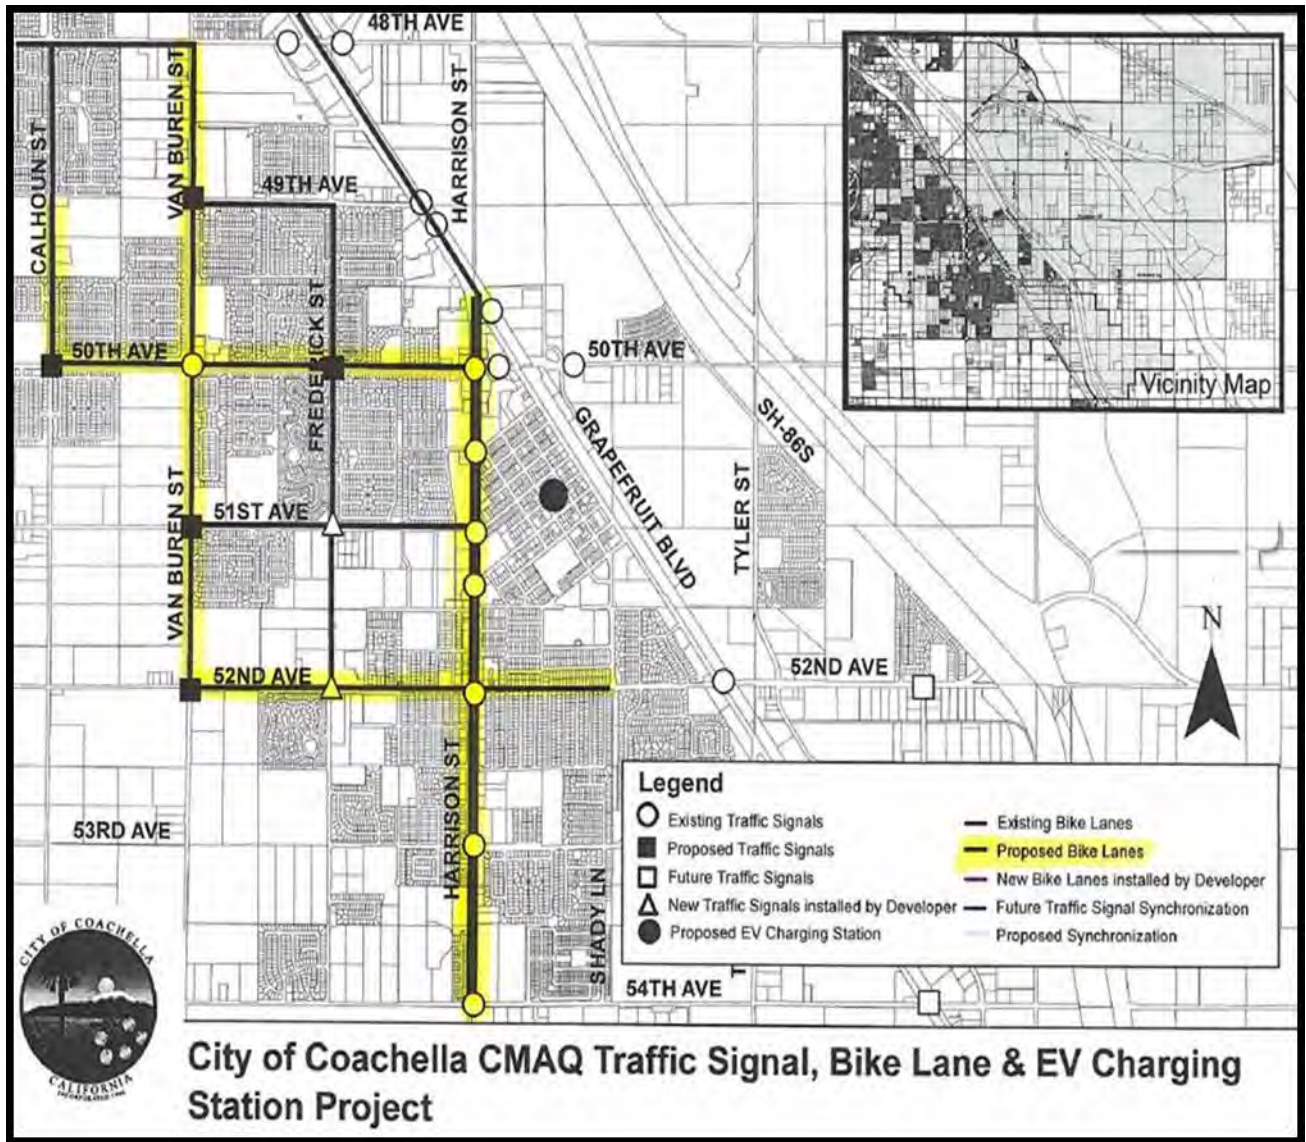 48TH AVE
CALHOUN ST
VAN BUREN ST
HARRISON ST
49TH AVE
FREDERICK ST
50TH AVE
50TH AVE
Vicinity Map
GRAPEFRUIT BLVD
SH-86S
TYLER ST
VAN BUREN ST
51ST AVE
52ND AVE
52ND AVE
N
HARRISON ST
53RD AVE
SHADY LN
54TH AVE
Legend
Existing Traffic Signals
Proposed Traffic Signals
Future Traffic Signals
New Traffic Signals installed by Developer
Proposed EV Charging Station
Existing Bike Lanes
Proposed Bike Lanes
New Bike Lanes installed by Developer
Future Traffic Signal Synchronization
Proposed Synchronization
CITY OF COACHELLA
CALIFORNIA
City of Coachella CMAQ Traffic Signal, Bike Lane & EV Charging
Station Project